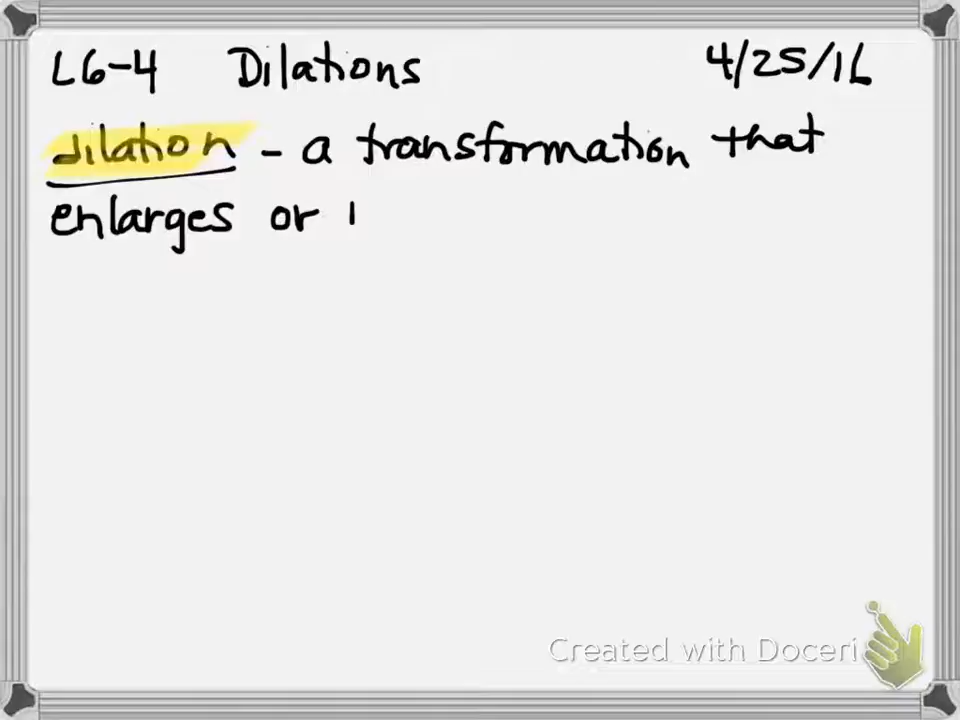 L6-4 Dilations 4/25/16
dilation - a transformation that
enlarges or
Created with Doceri